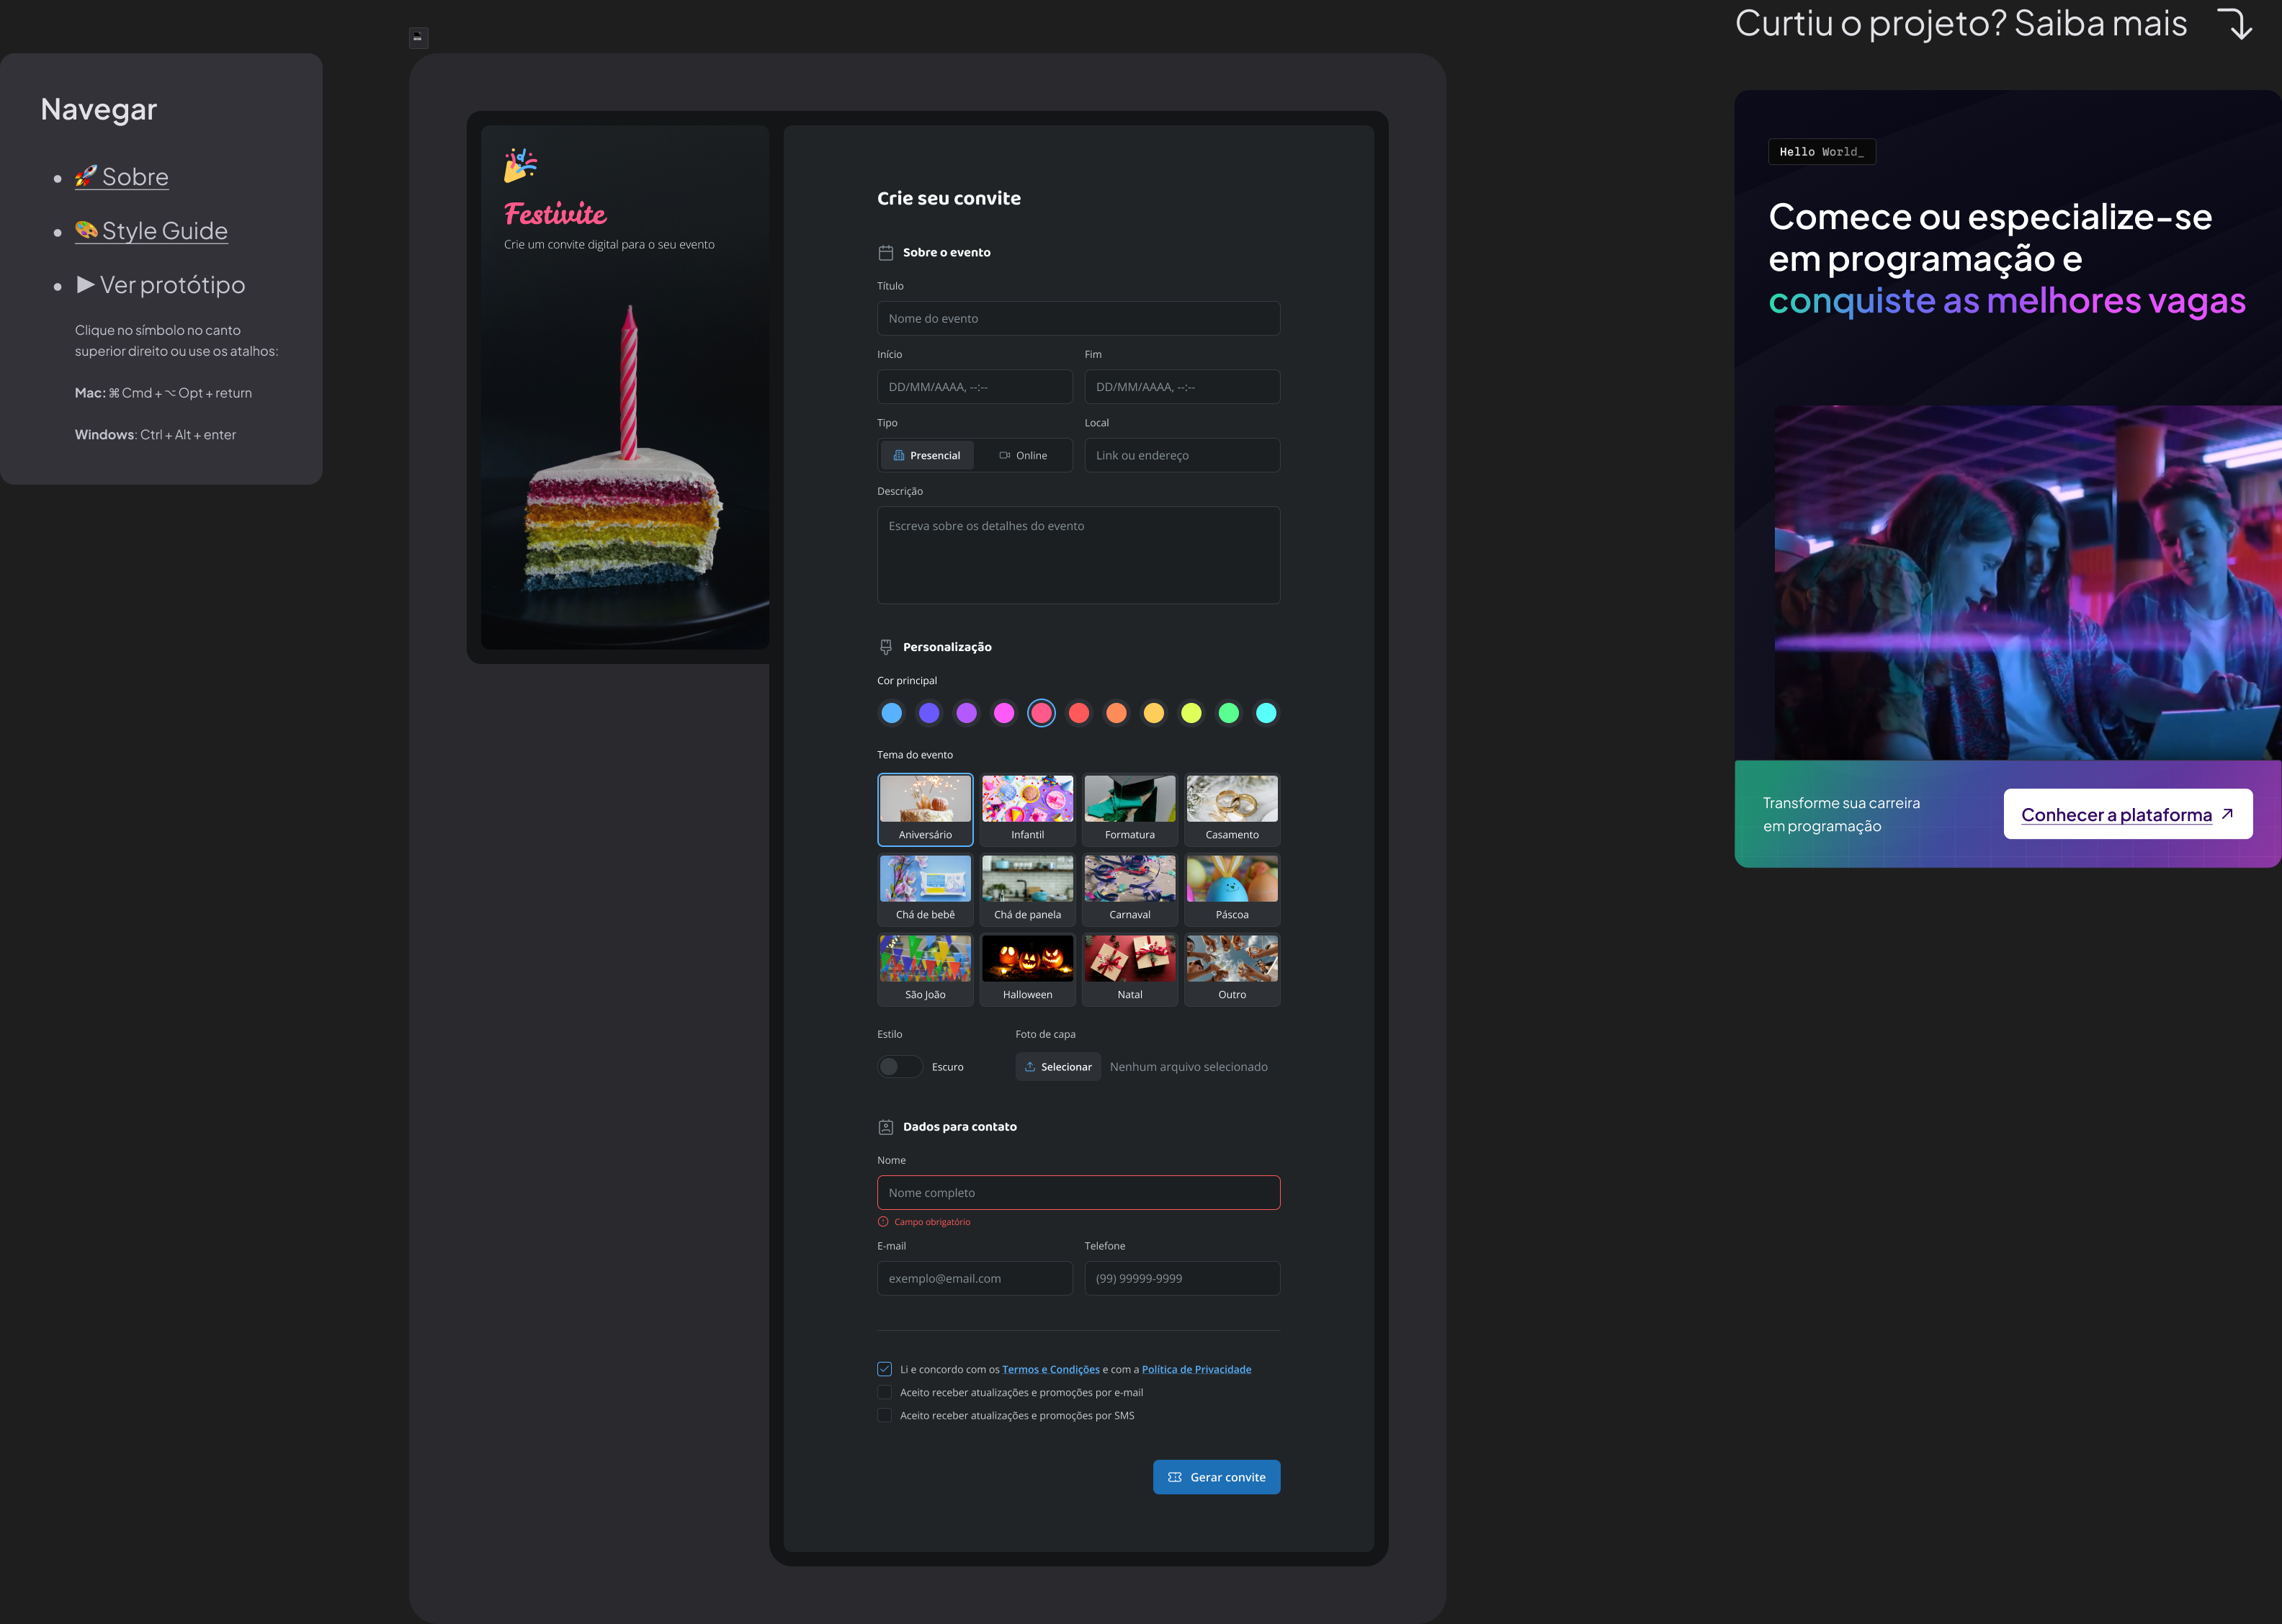 Navegar
🚀 Sobre
🎨 Style Guide
▶ Ver protótipo
Clique no símbolo no canto
superior direito ou use os atalhos:
Mac: ⌘ Cmd + ⌥ Opt + return
Windows: Ctrl + Alt + enter
Festivite
Crie um convite digital para o seu evento
Crie seu convite
Sobre o evento
Título
Nome do evento
Início Fim
DD/MM/AAAA, --:-- DD/MM/AAAA, --:--
Tipo Local
Presencial Online Link ou endereço
Descrição
Escreva sobre os detalhes do evento
Personalização
Cor principal
Tema do evento
Aniversário Infantil Formatura Casamento
Chá de bebê Chá de panela Carnaval Páscoa
São João Halloween Natal Outro
Estilo Foto de capa
Escuro Selecionar Nenhum arquivo selecionado
Dados para contato
Nome
Nome completo
Campo obrigatório
E-mail Telefone
exemplo@email.com (99) 99999-9999
Li e concordo com os Termos e Condições e com a Política de Privacidade
Aceito receber atualizações e promoções por e-mail
Aceito receber atualizações e promoções por SMS
Gerar convite
Curtiu o projeto? Saiba mais
Hello World_
Comece ou especialize-se
em programação e
conquiste as melhores vagas
Transforme sua carreira
em programação
Conhecer a plataforma